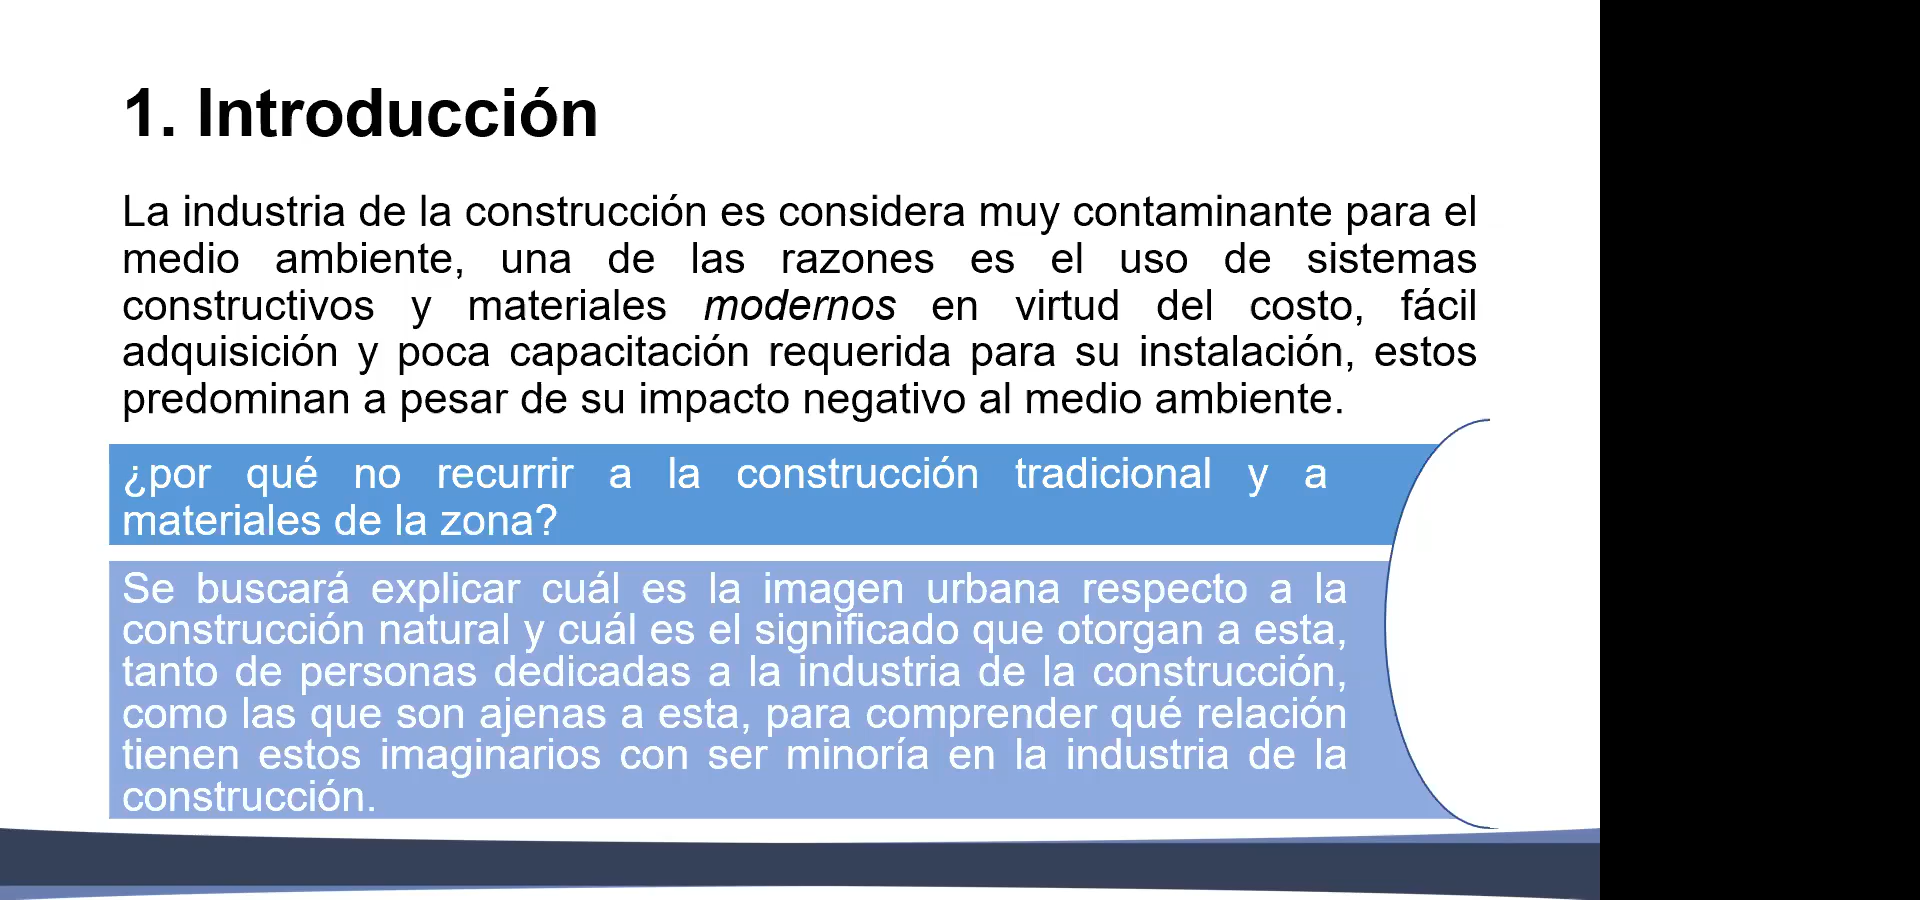 1. Introducción
La industria de la construcción es considera muy contaminante para el
medio ambiente, una de las razones es el uso de sistemas
constructivos y materiales modernos en virtud del costo, fácil
adquisición y poca capacitación requerida para su instalación, estos
predominan a pesar de su impacto negativo al medio ambiente.
¿por qué no recurrir a la construcción tradicional y a
materiales de la zona?
Se buscará explicar cuál es la imagen urbana respecto a la
construcción natural y cuál es el significado que otorgan a esta,
tanto de personas dedicadas a la industria de la construcción,
como las que son ajenas a esta, para comprender qué relación
tienen estos imaginarios con ser minoría en la industria de la
construcción.